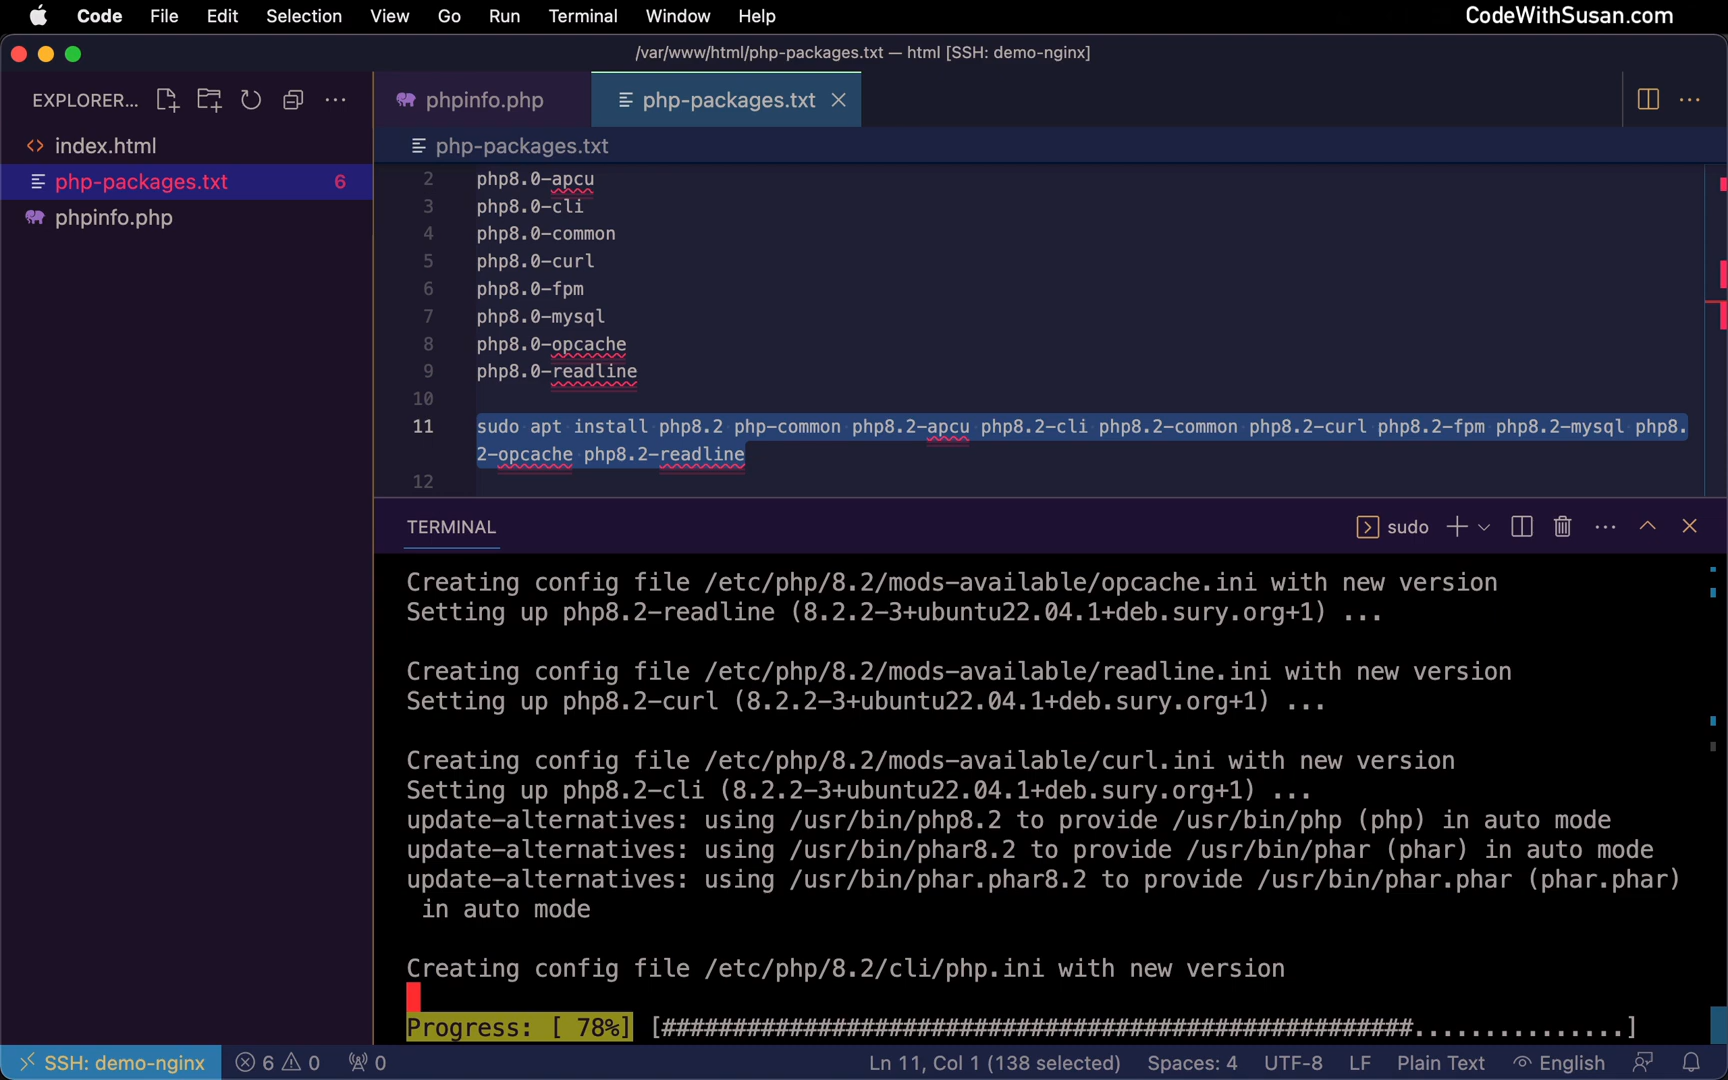 Code File Edit Selection View Go Run Terminal Window Help CodeWithSusan.com
/var/www/html/php-packages.txt — html [SSH: demo-nginx]
EXPLORER...
phpinfo.php
php-packages.txt
index.html
php-packages.txt 6
phpinfo.php
php-packages.txt
2 php8.0-apcu
3 php8.0-cli
4 php8.0-common
5 php8.0-curl
6 php8.0-fpm
7 php8.0-mysql
8 php8.0-opcache
9 php8.0-readline
10
11 sudo apt install php8.2 php-common php8.2-apcu php8.2-cli php8.2-common php8.2-curl php8.2-fpm php8.2-mysql php8.
2-opcache php8.2-readline
12
TERMINAL
sudo
Creating config file /etc/php/8.2/mods-available/opcache.ini with new version
Setting up php8.2-readline (8.2.2-3+ubuntu22.04.1+deb.sury.org+1) ...
Creating config file /etc/php/8.2/mods-available/readline.ini with new version
Setting up php8.2-curl (8.2.2-3+ubuntu22.04.1+deb.sury.org+1) ...
Creating config file /etc/php/8.2/mods-available/curl.ini with new version
Setting up php8.2-cli (8.2.2-3+ubuntu22.04.1+deb.sury.org+1) ...
update-alternatives: using /usr/bin/php8.2 to provide /usr/bin/php (php) in auto mode
update-alternatives: using /usr/bin/phar8.2 to provide /usr/bin/phar (phar) in auto mode
update-alternatives: using /usr/bin/phar.phar8.2 to provide /usr/bin/phar.phar (phar.phar)
in auto mode
Creating config file /etc/php/8.2/cli/php.ini with new version
Progress: [ 78%] [#####################################################...............]
SSH: demo-nginx 6 0 0 Ln 11, Col 1 (138 selected) Spaces: 4 UTF-8 LF Plain Text English